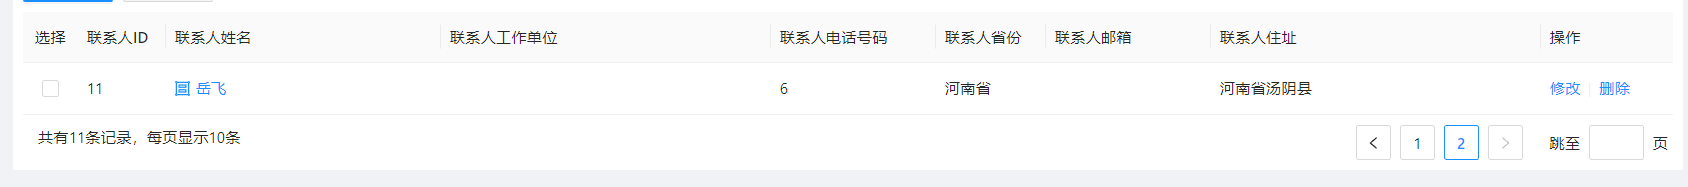 选择 联系人ID 联系人姓名 联系人工作单位 联系人电话号码 联系人省份 联系人邮箱 联系人住址 操作
11 岳飞 6 河南省 河南省汤阴县 修改 删除
共有11条记录，每页显示10条 1 2 跳至 页